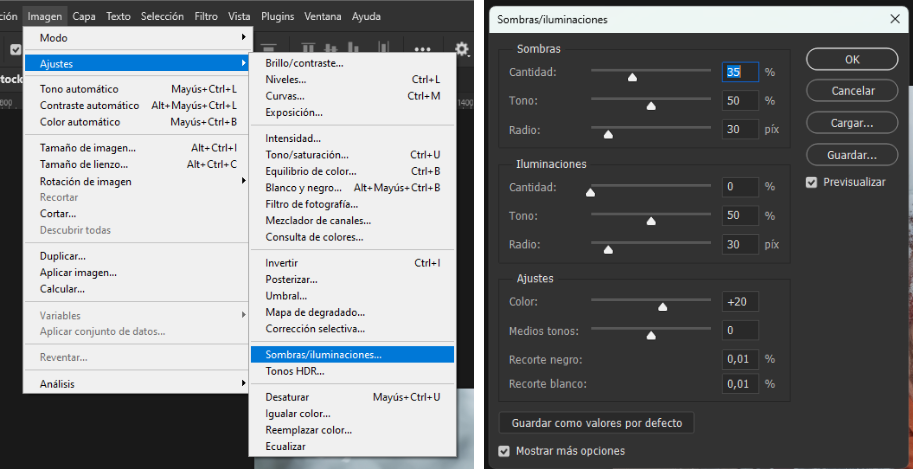 ción Imagen Capa Texto Selección Filtro Vista Plugins Ventana Ayuda
Modo
Ajustes
Tono automático Mayús+Ctrl+L
Contraste automático Alt+Mayús+Ctrl+L
Color automático Mayús+Ctrl+B
Tamaño de imagen... Alt+Ctrl+I
Tamaño de lienzo... Alt+Ctrl+C
Rotación de imagen
Recortar
Cortar...
Descubrir todas
Duplicar...
Aplicar imagen...
Calcular...
Variables
Aplicar conjunto de datos...
Reventar...
Análisis
tock
800
1400
Brillo/contraste...
Niveles... Ctrl+L
Curvas... Ctrl+M
Exposición...
Intensidad...
Tono/saturación... Ctrl+U
Equilibrio de color... Ctrl+B
Blanco y negro... Alt+Mayús+Ctrl+B
Filtro de fotografía...
Mezclador de canales...
Consulta de colores...
Invertir Ctrl+I
Posterizar...
Umbral...
Mapa de degradado...
Corrección selectiva...
Sombras/iluminaciones...
Tonos HDR...
Desaturar Mayús+Ctrl+U
Igualar color...
Reemplazar color...
Ecualizar
Sombras/iluminaciones
Sombras
Cantidad: 35 %
Tono: 50 %
Radio: 30 píx
Iluminaciones
Cantidad: 0 %
Tono: 50 %
Radio: 30 píx
Ajustes
Color: +20
Medios tonos: 0
Recorte negro: 0,01 %
Recorte blanco: 0,01 %
Guardar como valores por defecto
Mostrar más opciones
OK
Cancelar
Cargar...
Guardar...
Previsualizar